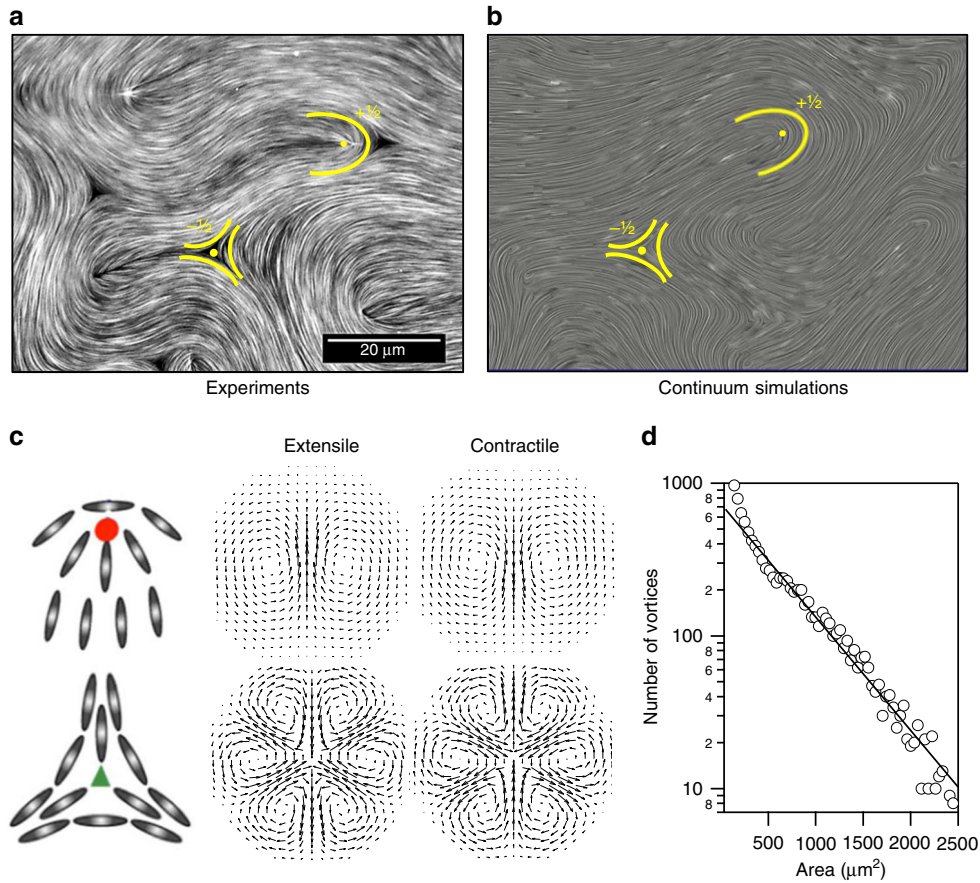 a
+½
−½
20 μm
Experiments
b
+½
−½
Continuum simulations
c
Extensile
Contractile
d
1000
8
6
4
2
100
8
6
4
2
10
8
Number of vortices
500
1000
1500
2000
2500
Area (μm²)